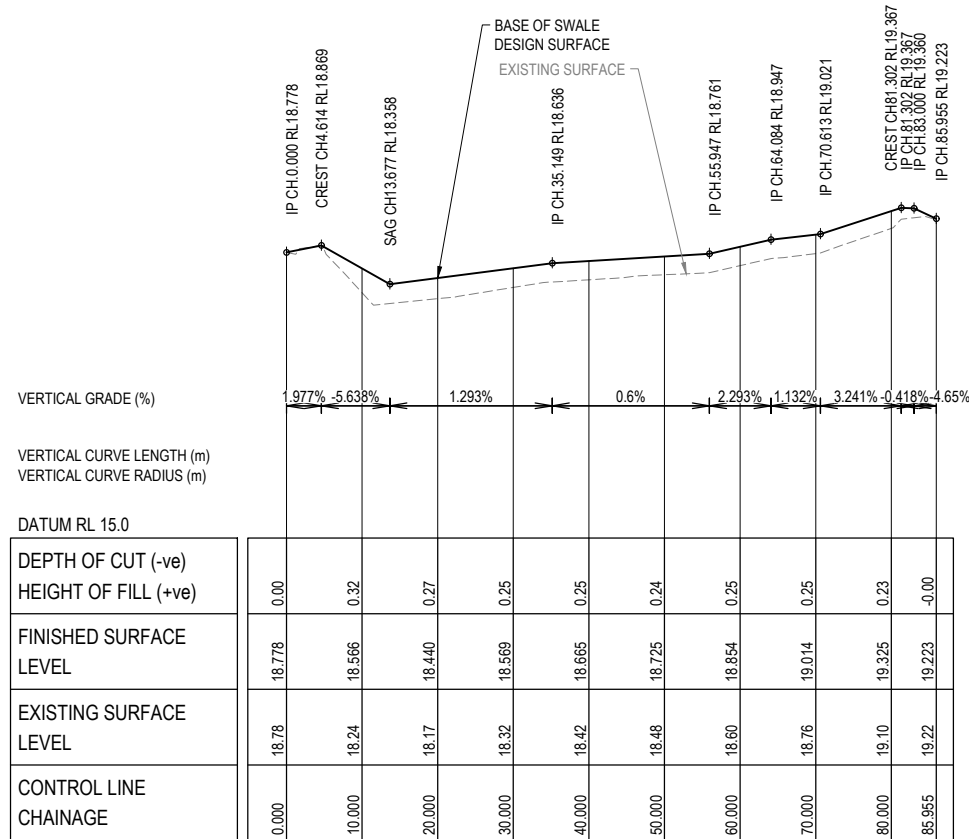 BASE OF SWALE
DESIGN SURFACE
EXISTING SURFACE
IP CH.0.000 RL18.778
CREST CH4.614 RL18.869
SAG CH13.677 RL18.358
IP CH.35.149 RL18.636
IP CH.55.947 RL18.761
IP CH.64.084 RL18.947
IP CH.70.613 RL19.021
CREST CH81.302 RL19.367
IP CH.81.302 RL19.367
IP CH.83.000 RL19.360
IP CH.85.955 RL19.223
VERTICAL GRADE (%)
1.977% -5.638% 1.293% 0.6% 2.293% 1.132% 3.241% -0.418% -4.65%
VERTICAL CURVE LENGTH (m)
VERTICAL CURVE RADIUS (m)
DATUM RL 15.0
DEPTH OF CUT (-ve)
HEIGHT OF FILL (+ve)
0.00 0.32 0.27 0.25 0.25 0.24 0.25 0.25 0.23 -0.00
FINISHED SURFACE
LEVEL
18.778 18.566 18.440 18.569 18.665 18.725 18.854 19.014 19.325 19.223
EXISTING SURFACE
LEVEL
18.78 18.24 18.17 18.32 18.42 18.48 18.60 18.76 19.10 19.22
CONTROL LINE
CHAINAGE
0.000 10.000 20.000 30.000 40.000 50.000 60.000 70.000 80.000 85.955